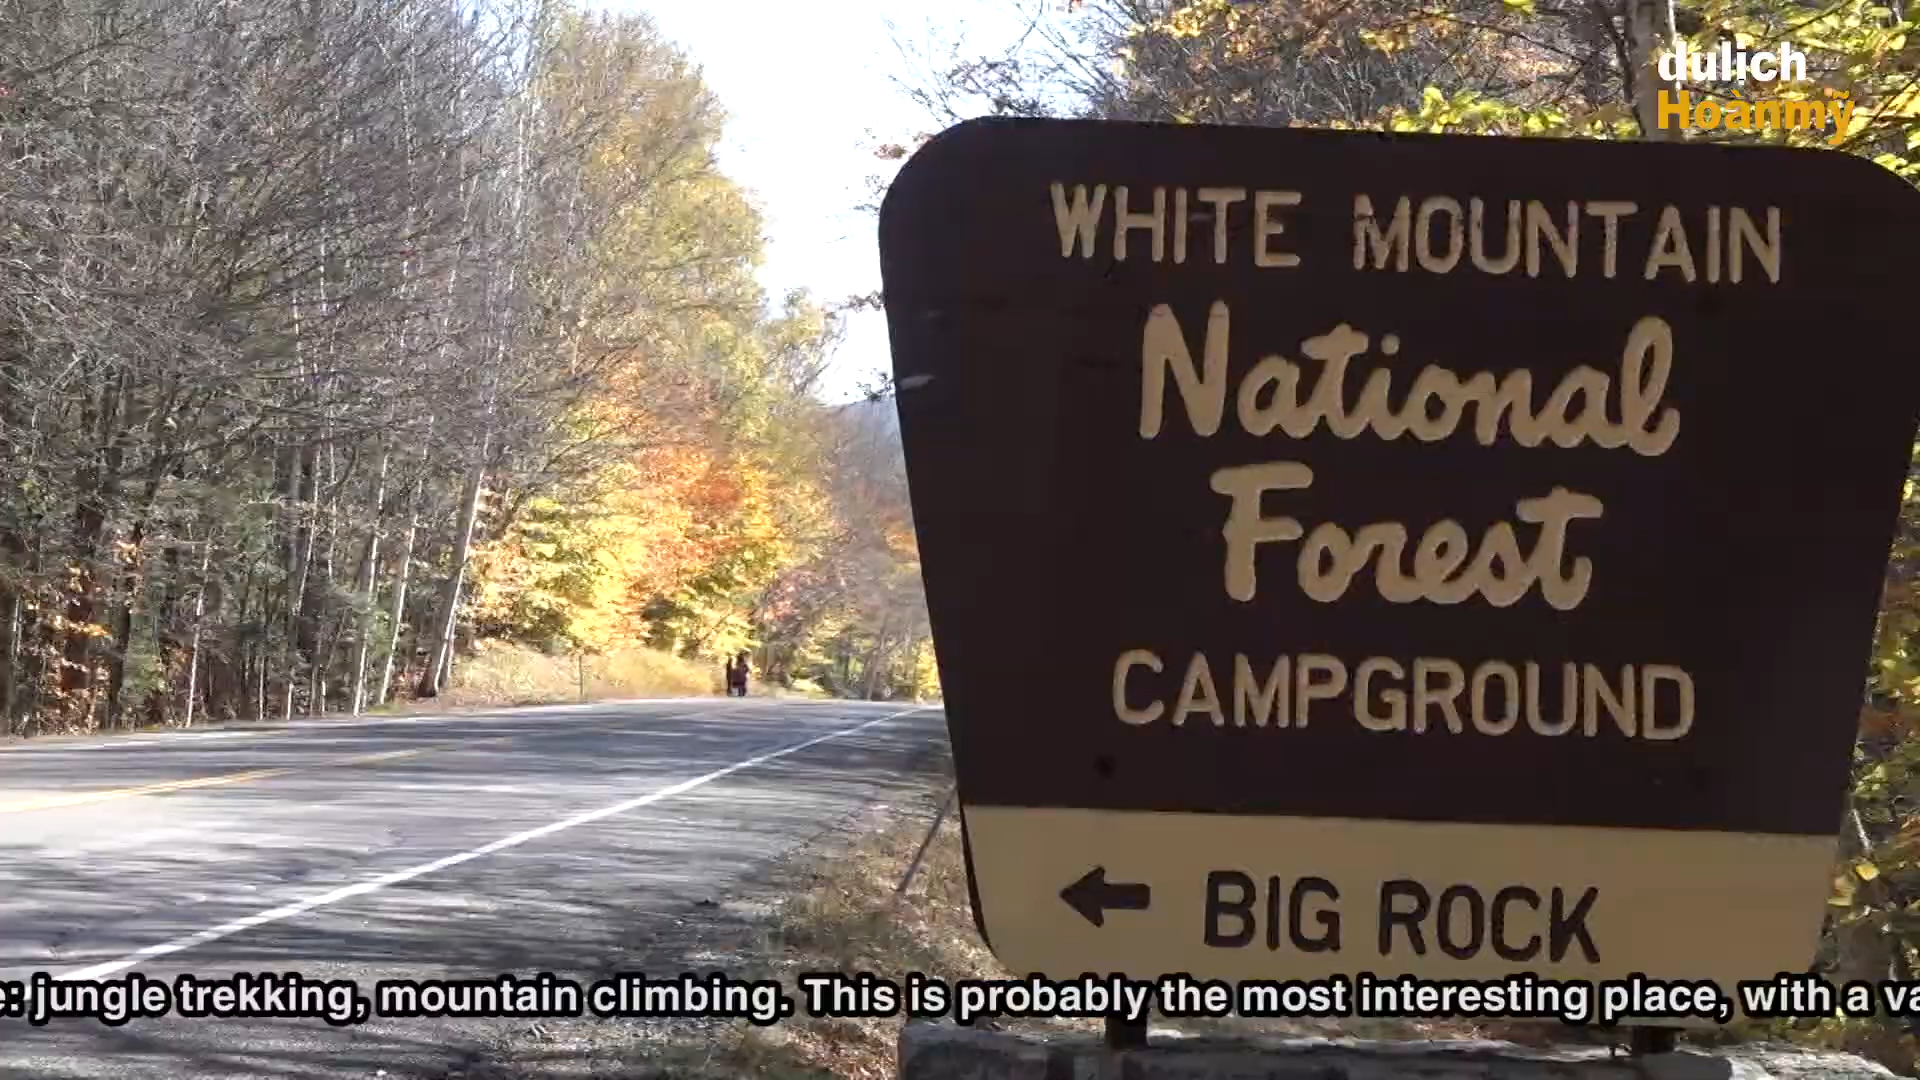 dulịch
Hoànmỹ
WHITE MOUNTAIN
National
Forest
CAMPGROUND
BIG ROCK
: jungle trekking, mountain climbing. This is probably the most interesting place, with a